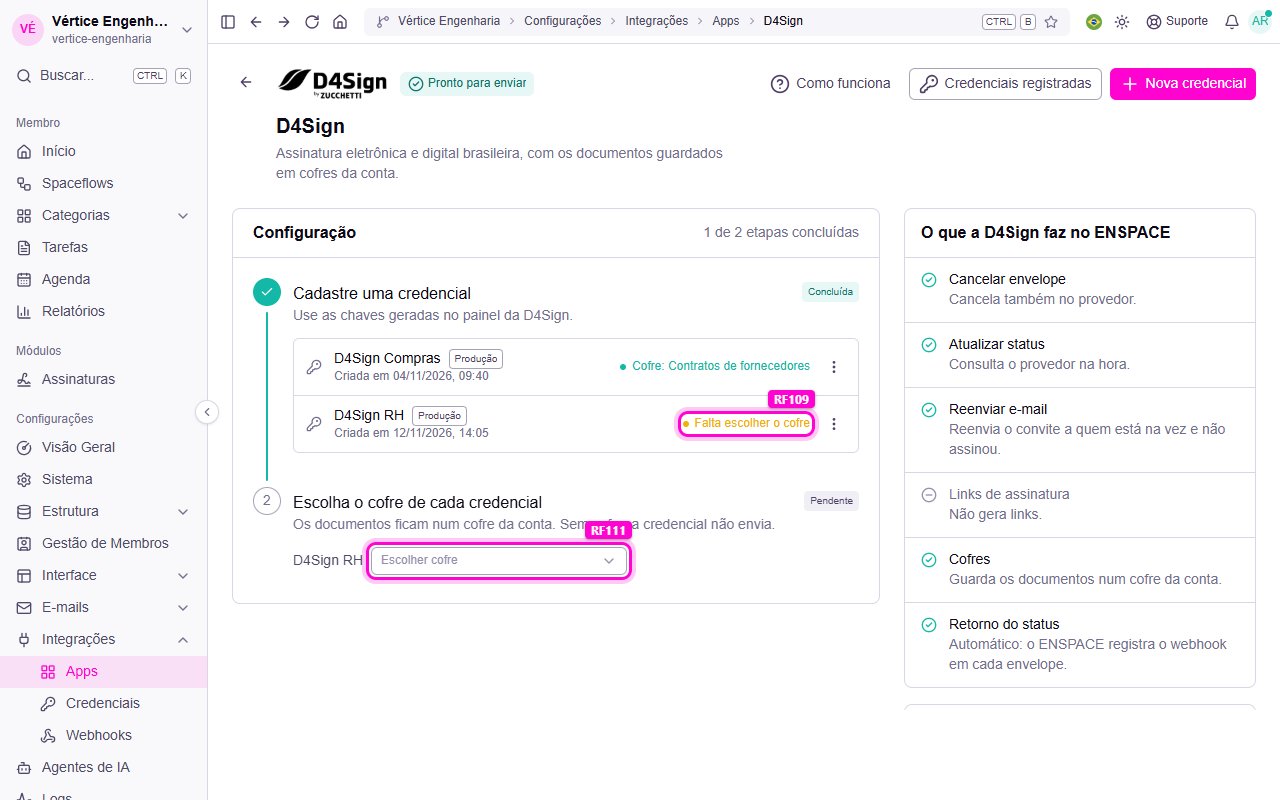 VÉ
Vértice Engenh...
vertice-engenharia
Vértice Engenharia
Configurações
Integrações
Apps
D4Sign
CTRL
B
Suporte
AR
Buscar...
CTRL
K
Membro
Início
Spaceflows
Categorias
Tarefas
Agenda
Relatórios
Módulos
Assinaturas
Configurações
Visão Geral
Sistema
Estrutura
Gestão de Membros
Interface
E-mails
Integrações
Apps
Credenciais
Webhooks
Agentes de IA
Logs
D4Sign
by ZUCCHETTI
Pronto para enviar
Como funciona
Credenciais registradas
Nova credencial
D4Sign
Assinatura eletrônica e digital brasileira, com os documentos guardados
em cofres da conta.
Configuração
1 de 2 etapas concluídas
Cadastre uma credencial
Concluída
Use as chaves geradas no painel da D4Sign.
D4Sign Compras
Produção
Criada em 04/11/2026, 09:40
Cofre: Contratos de fornecedores
RF109
D4Sign RH
Produção
Criada em 12/11/2026, 14:05
Falta escolher o cofre
2
Escolha o cofre de cada credencial
Pendente
Os documentos ficam num cofre da conta. Sem a credencial não envia.
RF111
D4Sign RH
Escolher cofre
O que a D4Sign faz no ENSPACE
Cancelar envelope
Cancela também no provedor.
Atualizar status
Consulta o provedor na hora.
Reenviar e-mail
Reenvia o convite a quem está na vez e não
assinou.
Links de assinatura
Não gera links.
Cofres
Guarda os documentos num cofre da conta.
Retorno do status
Automático: o ENSPACE registra o webhook
em cada envelope.